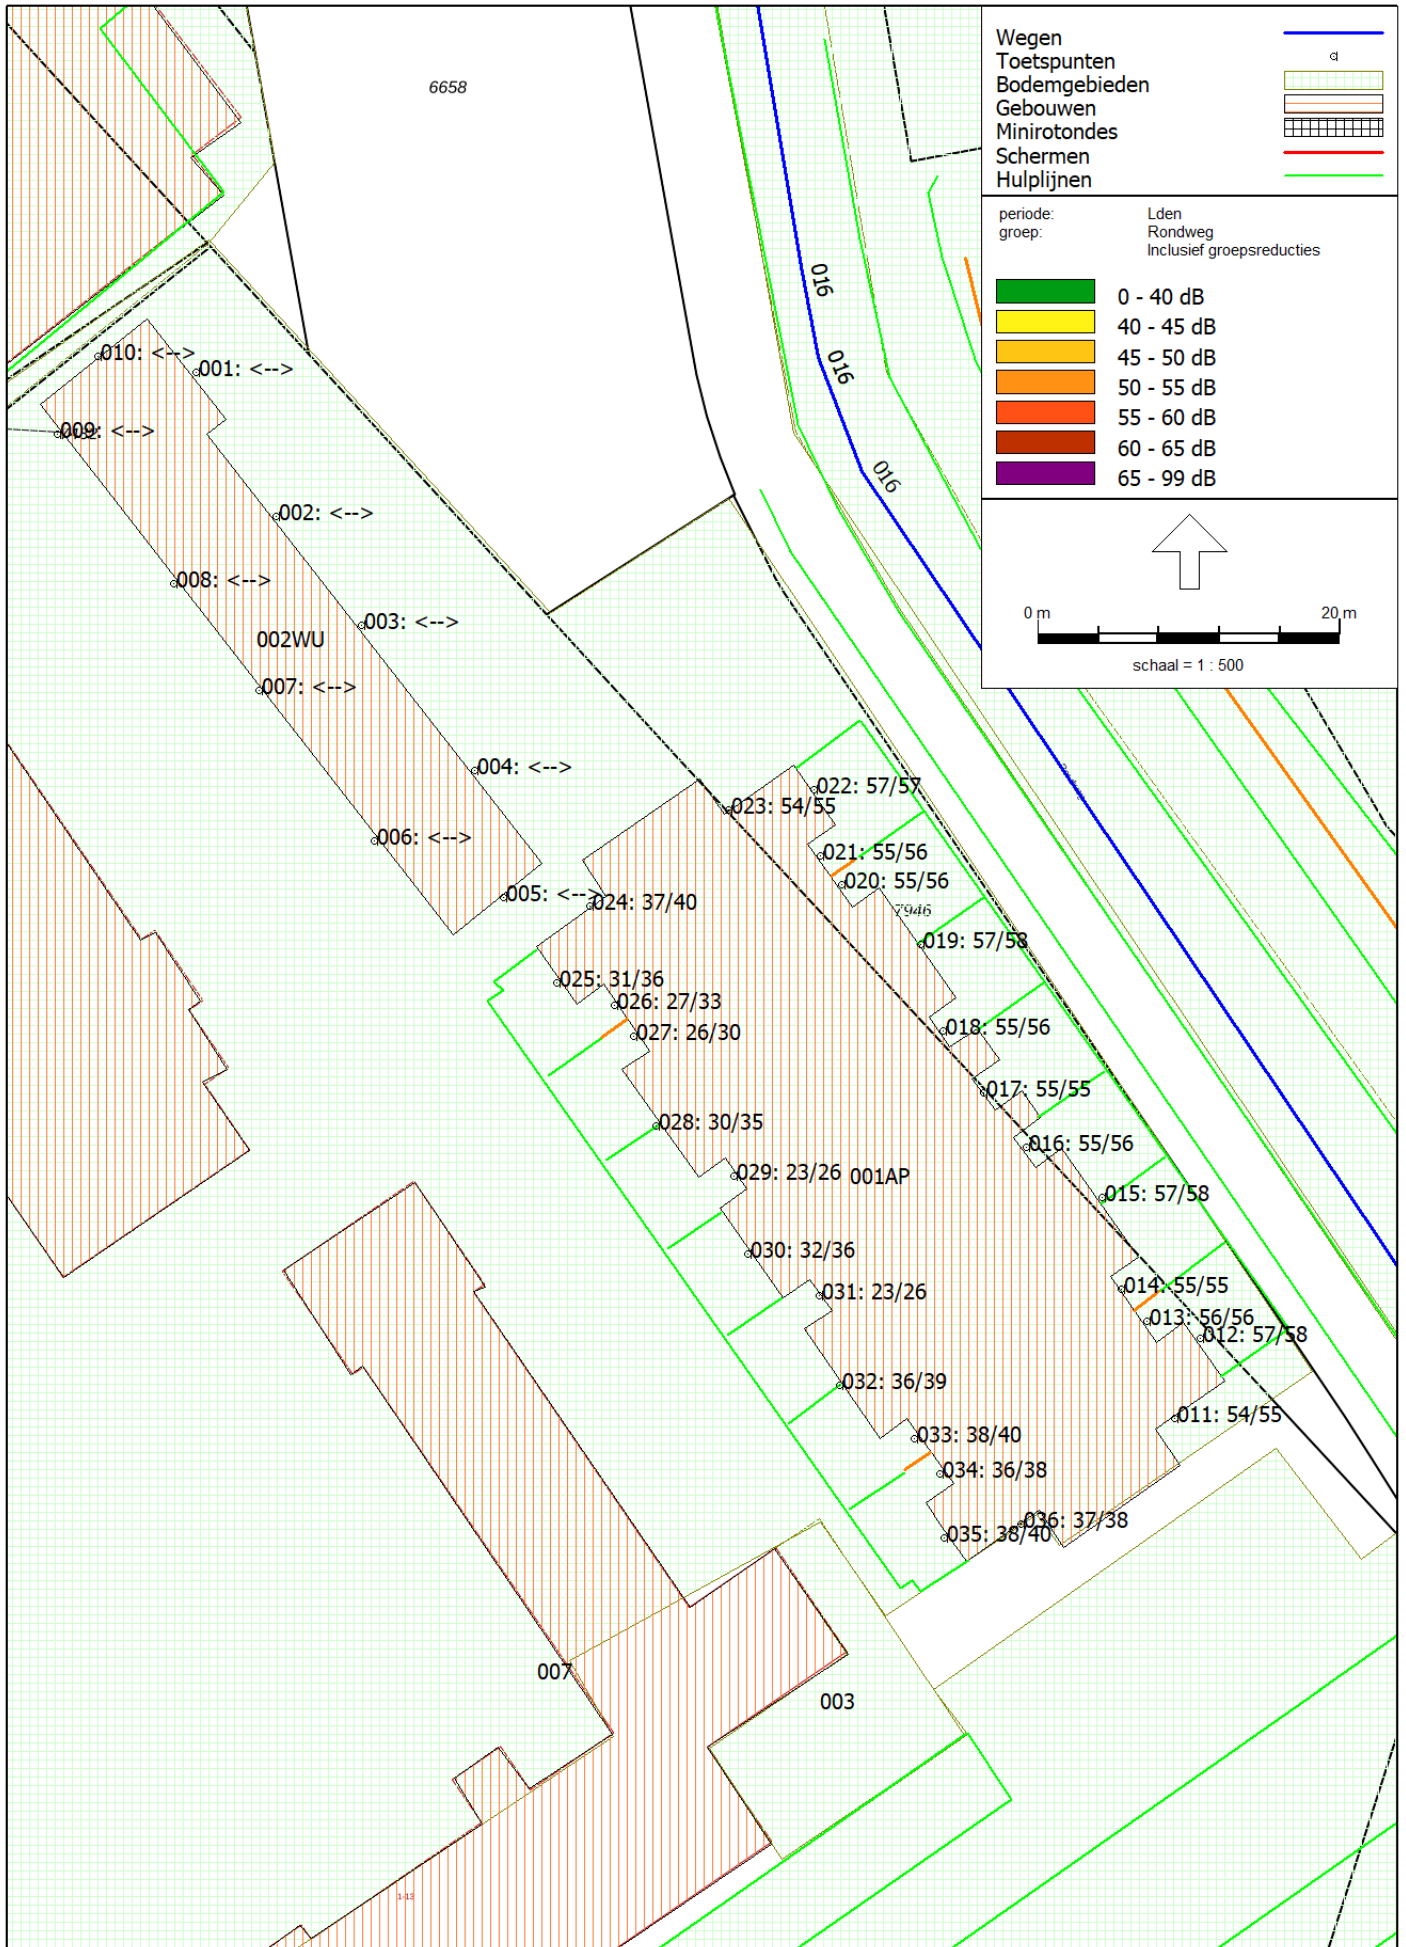 Wegen
Toetspunten
Bodemgebieden
Gebouwen
Minirotondes
Schermen
Hulplijnen
periode: Lden
groep: Rondweg
Inclusief groepsreducties
0 - 40 dB
40 - 45 dB
45 - 50 dB
50 - 55 dB
55 - 60 dB
60 - 65 dB
65 - 99 dB
0 m 20 m
schaal = 1 : 500
6658
016
016
016
010: <-->
001: <-->
009: <-->
002: <-->
008: <-->
003: <-->
002WU
007: <-->
004: <-->
006: <-->
005: <-->
022: 57/57
023: 54/55
021: 55/56
020: 55/56
024: 37/40
7946
019: 57/58
025: 31/36
026: 27/33
018: 55/56
027: 26/30
017: 55/55
028: 30/35
016: 55/56
029: 23/26
001AP
015: 57/58
030: 32/36
014: 55/55
031: 23/26
013: 56/56
012: 57/58
032: 36/39
011: 54/55
033: 38/40
034: 36/38
036: 37/38
035: 38/40
007
003
1-13